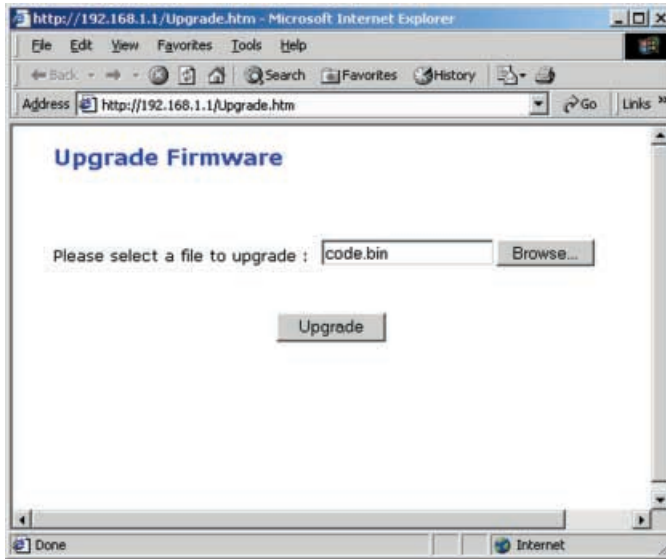 http://192.168.1.1/Upgrade.htm - Microsoft Internet Explorer
File Edit View Favorites Tools Help
Back Search Favorites History
Address http://192.168.1.1/Upgrade.htm Go Links »
Upgrade Firmware
Please select a file to upgrade : code.bin Browse...
Upgrade
Done Internet